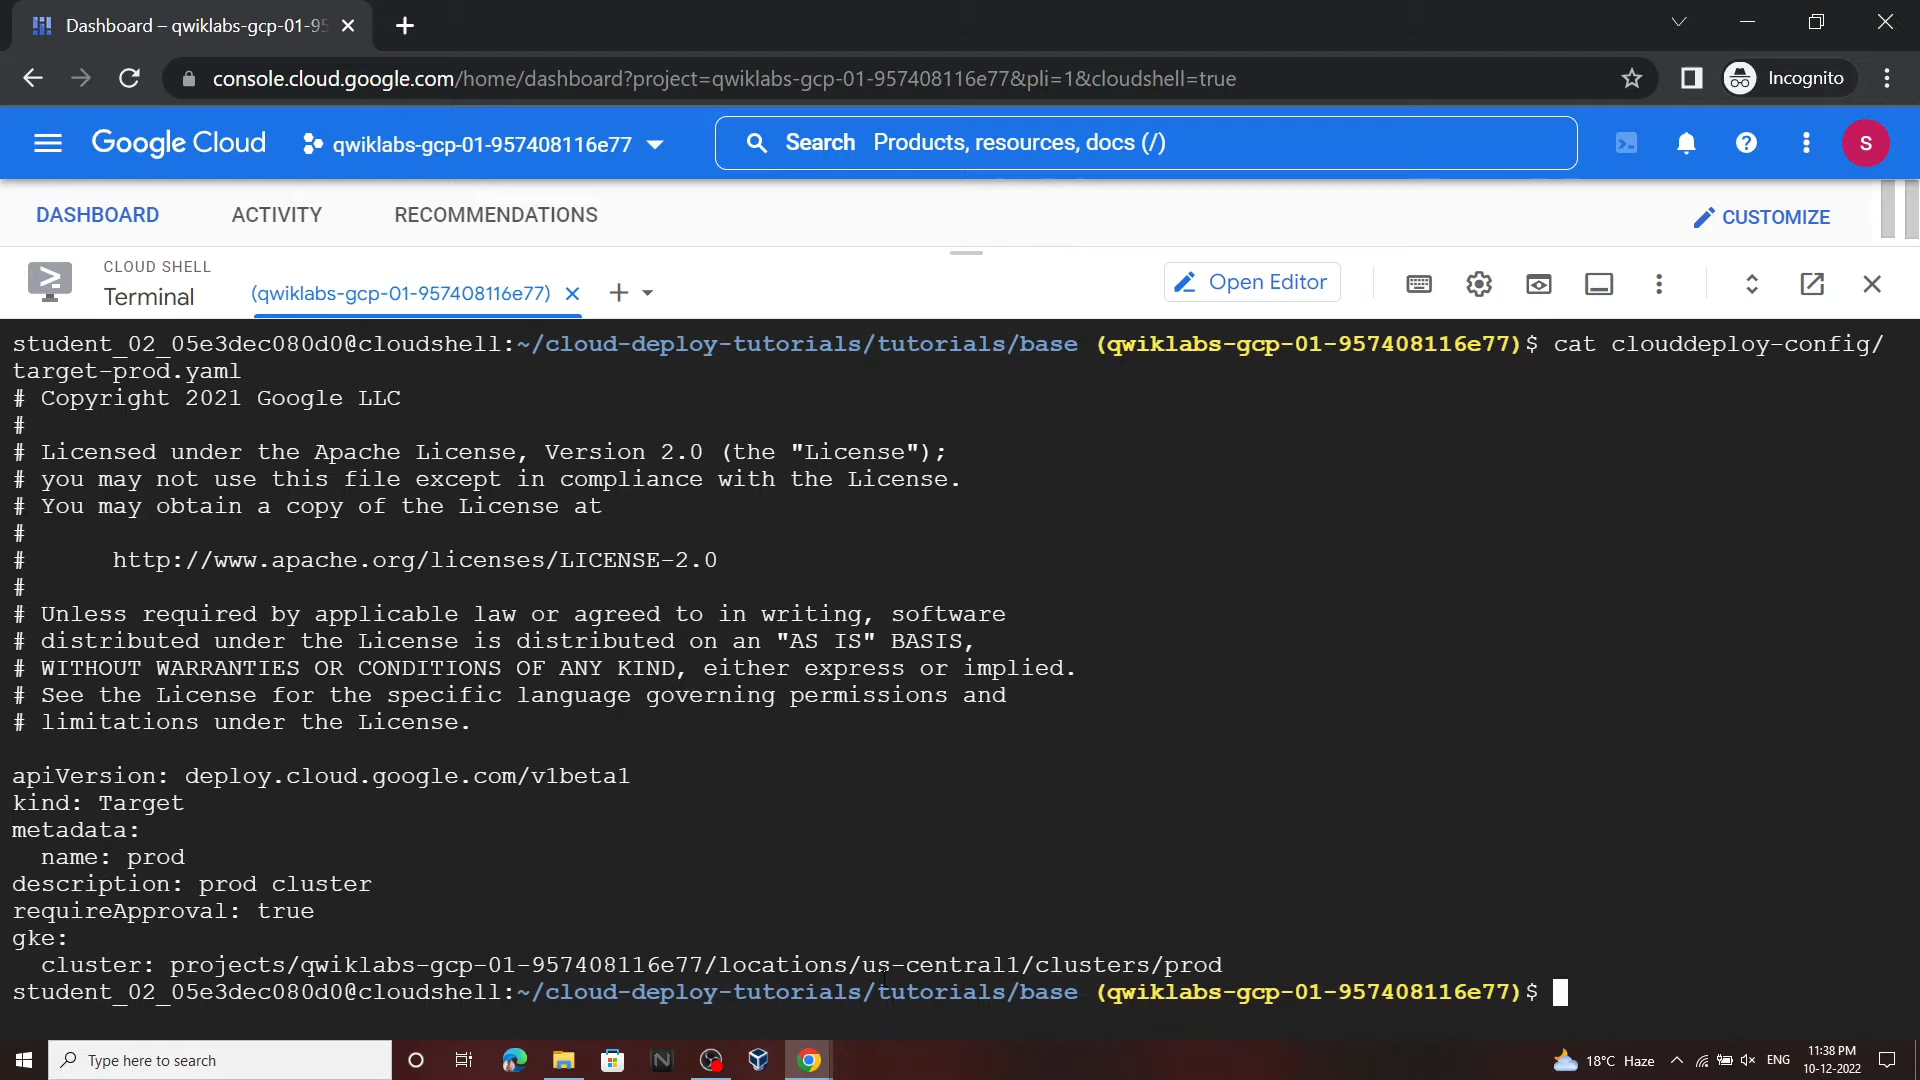 Dashboard – qwiklabs-gcp-01-95
console.cloud.google.com/home/dashboard?project=qwiklabs-gcp-01-957408116e77&pli=1&cloudshell=true
Incognito
Google Cloud
qwiklabs-gcp-01-957408116e77
Search Products, resources, docs (/)
S
DASHBOARD
ACTIVITY
RECOMMENDATIONS
CUSTOMIZE
CLOUD SHELL
Terminal
(qwiklabs-gcp-01-957408116e77)
Open Editor
student_02_05e3dec080d0@cloudshell:~/cloud-deploy-tutorials/tutorials/base (qwiklabs-gcp-01-957408116e77)$ cat clouddeploy-config/
target-prod.yaml
# Copyright 2021 Google LLC
#
# Licensed under the Apache License, Version 2.0 (the "License");
# you may not use this file except in compliance with the License.
# You may obtain a copy of the License at
#
#      http://www.apache.org/licenses/LICENSE-2.0
#
# Unless required by applicable law or agreed to in writing, software
# distributed under the License is distributed on an "AS IS" BASIS,
# WITHOUT WARRANTIES OR CONDITIONS OF ANY KIND, either express or implied.
# See the License for the specific language governing permissions and
# limitations under the License.
apiVersion: deploy.cloud.google.com/v1beta1
kind: Target
metadata:
  name: prod
description: prod cluster
requireApproval: true
gke:
  cluster: projects/qwiklabs-gcp-01-957408116e77/locations/us-central1/clusters/prod
student_02_05e3dec080d0@cloudshell:~/cloud-deploy-tutorials/tutorials/base (qwiklabs-gcp-01-957408116e77)$
Type here to search
18°C Haze
ENG
11:38 PM
10-12-2022